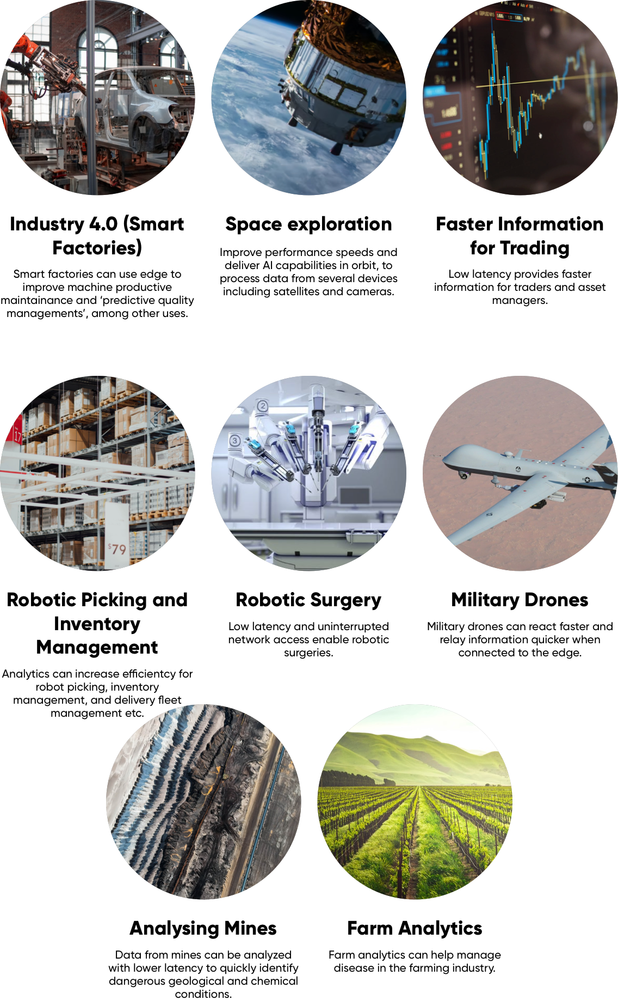 Industry 4.0 (Smart
Factories)
Smart factories can use edge to
improve machine productive
maintainance and ‘predictive quality
managements’, among other uses.
Space exploration
Improve performance speeds and
deliver AI capabilities in orbit, to
process data from several devices
including satellites and cameras.
Faster Information
for Trading
Low latency provides faster
information for traders and asset
managers.
17
$79
2
3
Robotic Picking and
Inventory
Management
Analytics can increase efficientcy for
robot picking, inventory
management, and delivery fleet
management etc.
Robotic Surgery
Low latency and uninterrupted
network access enable robotic
surgeries.
Military Drones
Military drones can react faster and
relay information quicker when
connected to the edge.
Analysing Mines
Data from mines can be analyzed
with lower latency to quickly identify
dangerous geological and chemical
conditions.
Farm Analytics
Farm analytics can help manage
disease in the farming industry.